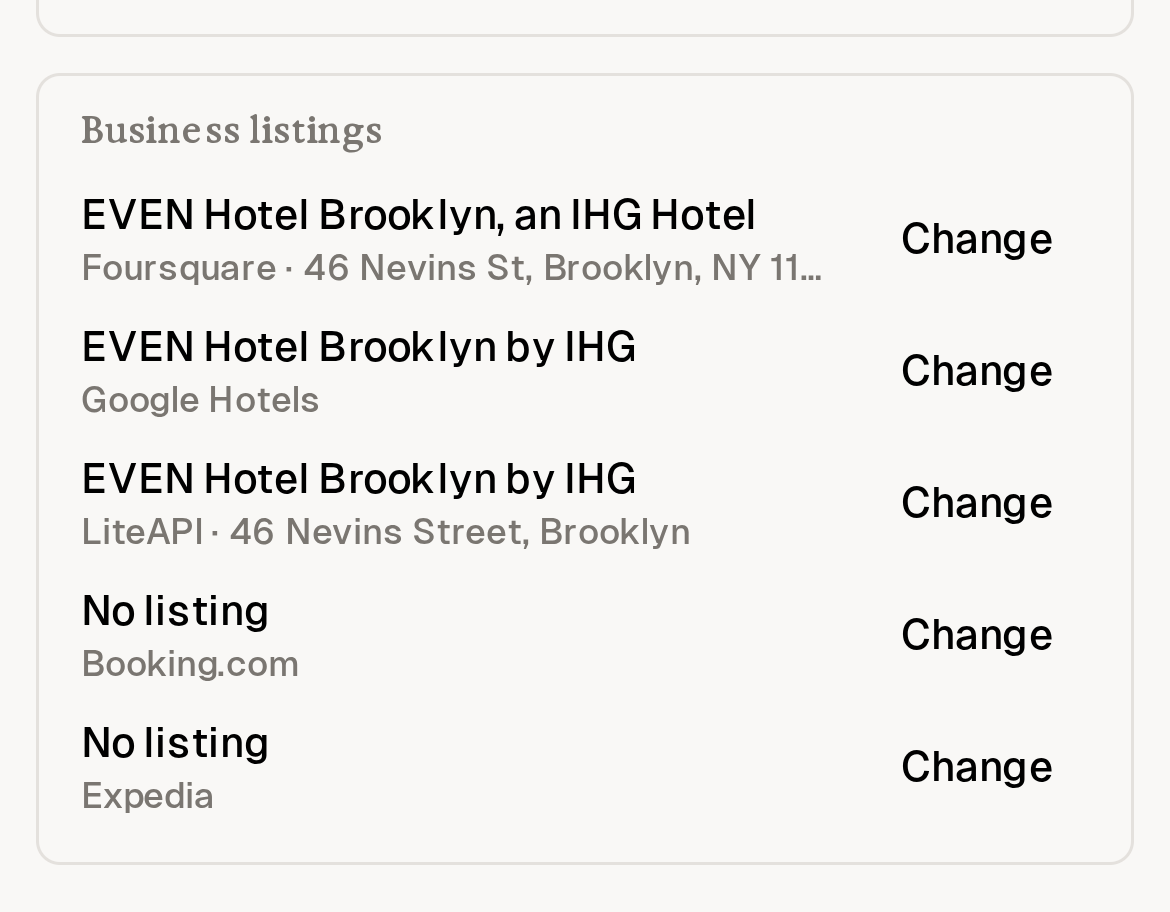 Business listings
EVEN Hotel Brooklyn, an IHG Hotel
Foursquare · 46 Nevins St, Brooklyn, NY 11...
Change
EVEN Hotel Brooklyn by IHG
Google Hotels
Change
EVEN Hotel Brooklyn by IHG
LiteAPI · 46 Nevins Street, Brooklyn
Change
No listing
Booking.com
Change
No listing
Expedia
Change